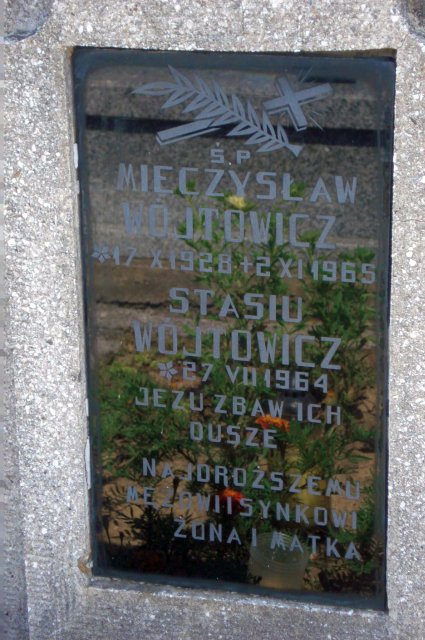 Ś.P
MIECZYSŁAW
WÓJTOWICZ
*17 X 1928 + 2 XI 1965
STASIU
WÓJTOWICZ
*27 VII 1964
JEZU ZBAW ICH
DUSZE
NAJDROŻSZEMU
MĘŻOWI I SYNKOWI
ŻONA I MATKA